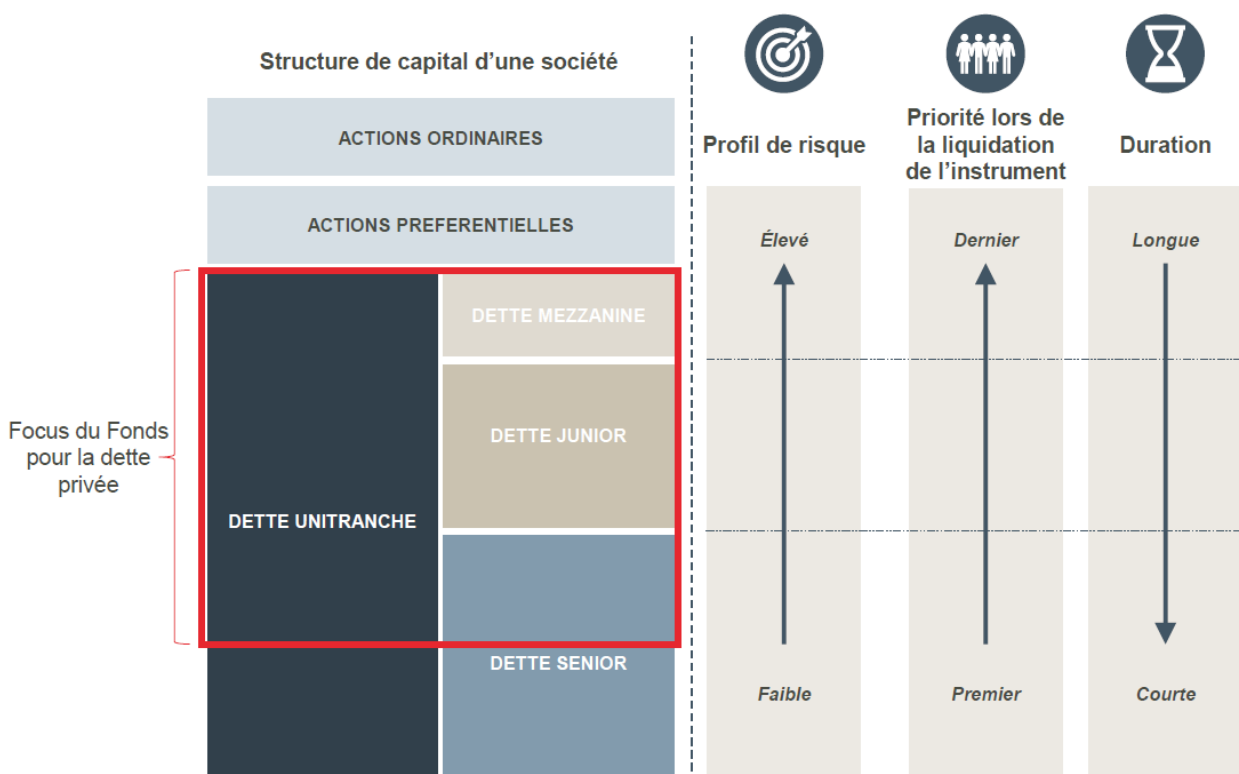 Structure de capital d'une société
ACTIONS ORDINAIRES
ACTIONS PREFERENTIELLES
DETTE MEZZANINE
DETTE JUNIOR
DETTE UNITRANCHE
DETTE SENIOR
Focus du Fonds
pour la dette
privée
Profil de risque
Élevé
Faible
Priorité lors de
la liquidation
de l'instrument
Dernier
Premier
Duration
Longue
Courte